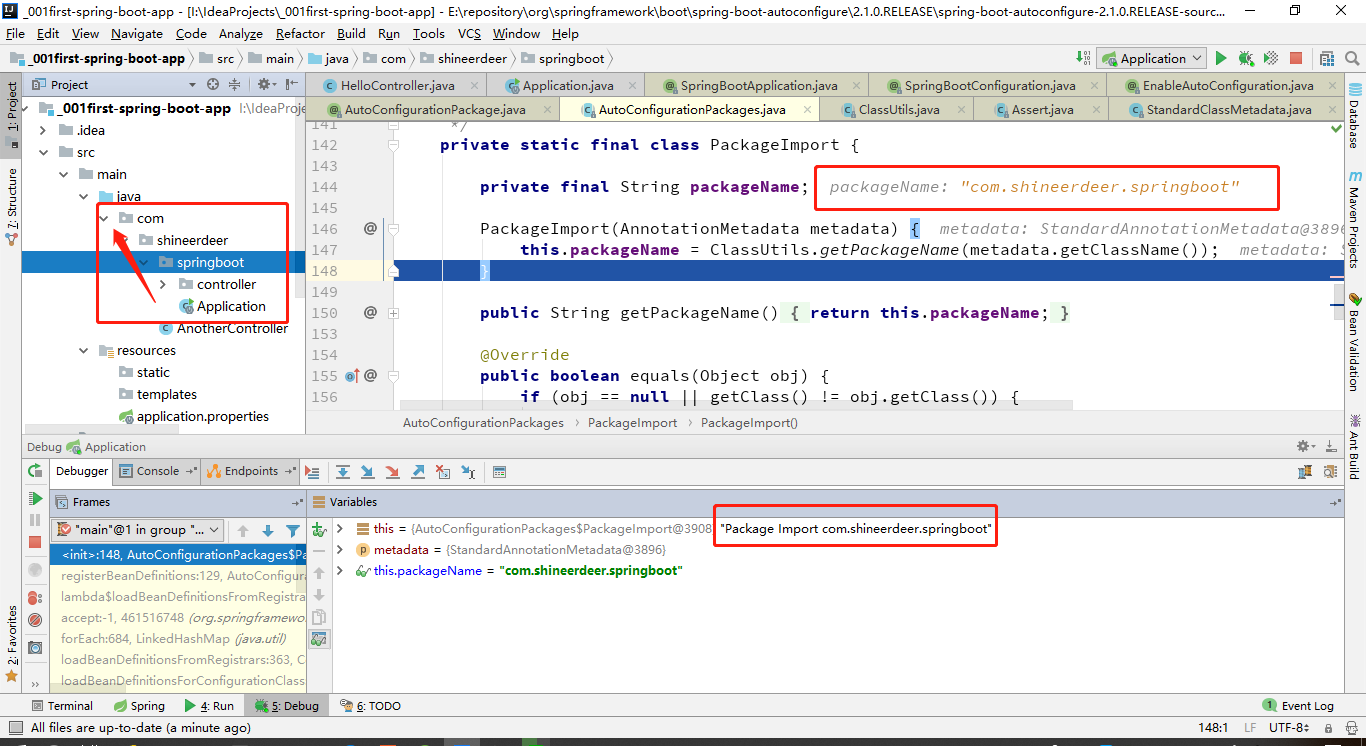 _001first-spring-boot-app - [I:\IdeaProjects\_001first-spring-boot-app] - E:\repository\org\springframework\boot\spring-boot-autoconfigure\2.1.0.RELEASE\spring-boot-autoconfigure-2.1.0.RELEASE-sourc...
File Edit View Navigate Code Analyze Refactor Build Run Tools VCS Window Help
_001first-spring-boot-app src main java com shineerdeer springboot Application
1: Project
7: Structure
2: Favorites
Project
_001first-spring-boot-app I:\IdeaProje
.idea
src
main
java
com
shineerdeer
springboot
controller
Application
AnotherController
resources
static
templates
application.properties
HelloController.java Application.java SpringBootApplication.java SpringBootConfiguration.java EnableAutoConfiguration.java
AutoConfigurationPackage.java AutoConfigurationPackages.java ClassUtils.java Assert.java StandardClassMetadata.java
141 */
142 private static final class PackageImport {
143
144 private final String packageName; packageName: "com.shineerdeer.springboot"
145
146 @ PackageImport(AnnotationMetadata metadata) { metadata: StandardAnnotationMetadata@3896
147 this.packageName = ClassUtils.getPackageName(metadata.getClassName()); metadata: S
148 }
149
150 @ public String getPackageName() { return this.packageName; }
153
154 @Override
155 @ public boolean equals(Object obj) {
156 if (obj == null || getClass() != obj.getClass()) {
AutoConfigurationPackages PackageImport PackageImport()
Database
Maven Projects
Bean Validation
Ant Build
Debug Application
Debugger Console Endpoints
Frames
Variables
"main"@1 in group "...
<init>:148, AutoConfigurationPackages$Pa
registerBeanDefinitions:129, AutoConfigura
lambda$loadBeanDefinitionsFromRegistra
accept:-1, 461516748 (org.springframewo
forEach:684, LinkedHashMap (java.util)
loadBeanDefinitionsFromRegistrars:363, C
loadBeanDefinitionsForConfigurationClass
this = {AutoConfigurationPackages$PackageImport@3908 "Package Import com.shineerdeer.springboot"
metadata = {StandardAnnotationMetadata@3896}
this.packageName = "com.shineerdeer.springboot"
Terminal Spring 4: Run 5: Debug 6: TODO 1 Event Log
All files are up-to-date (a minute ago) 148:1 LF UTF-8